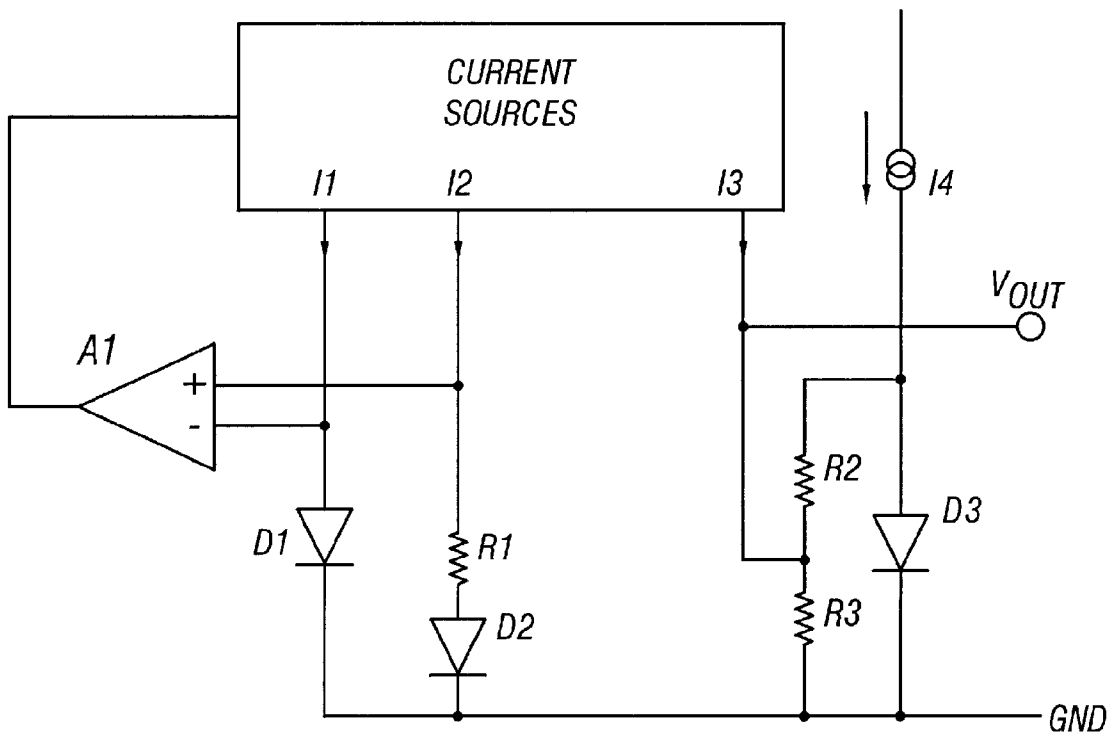 CURRENT
SOURCES
I1
I2
I3
I4
VOUT
A1
+
-
R2
D3
D1
R1
R3
D2
GND